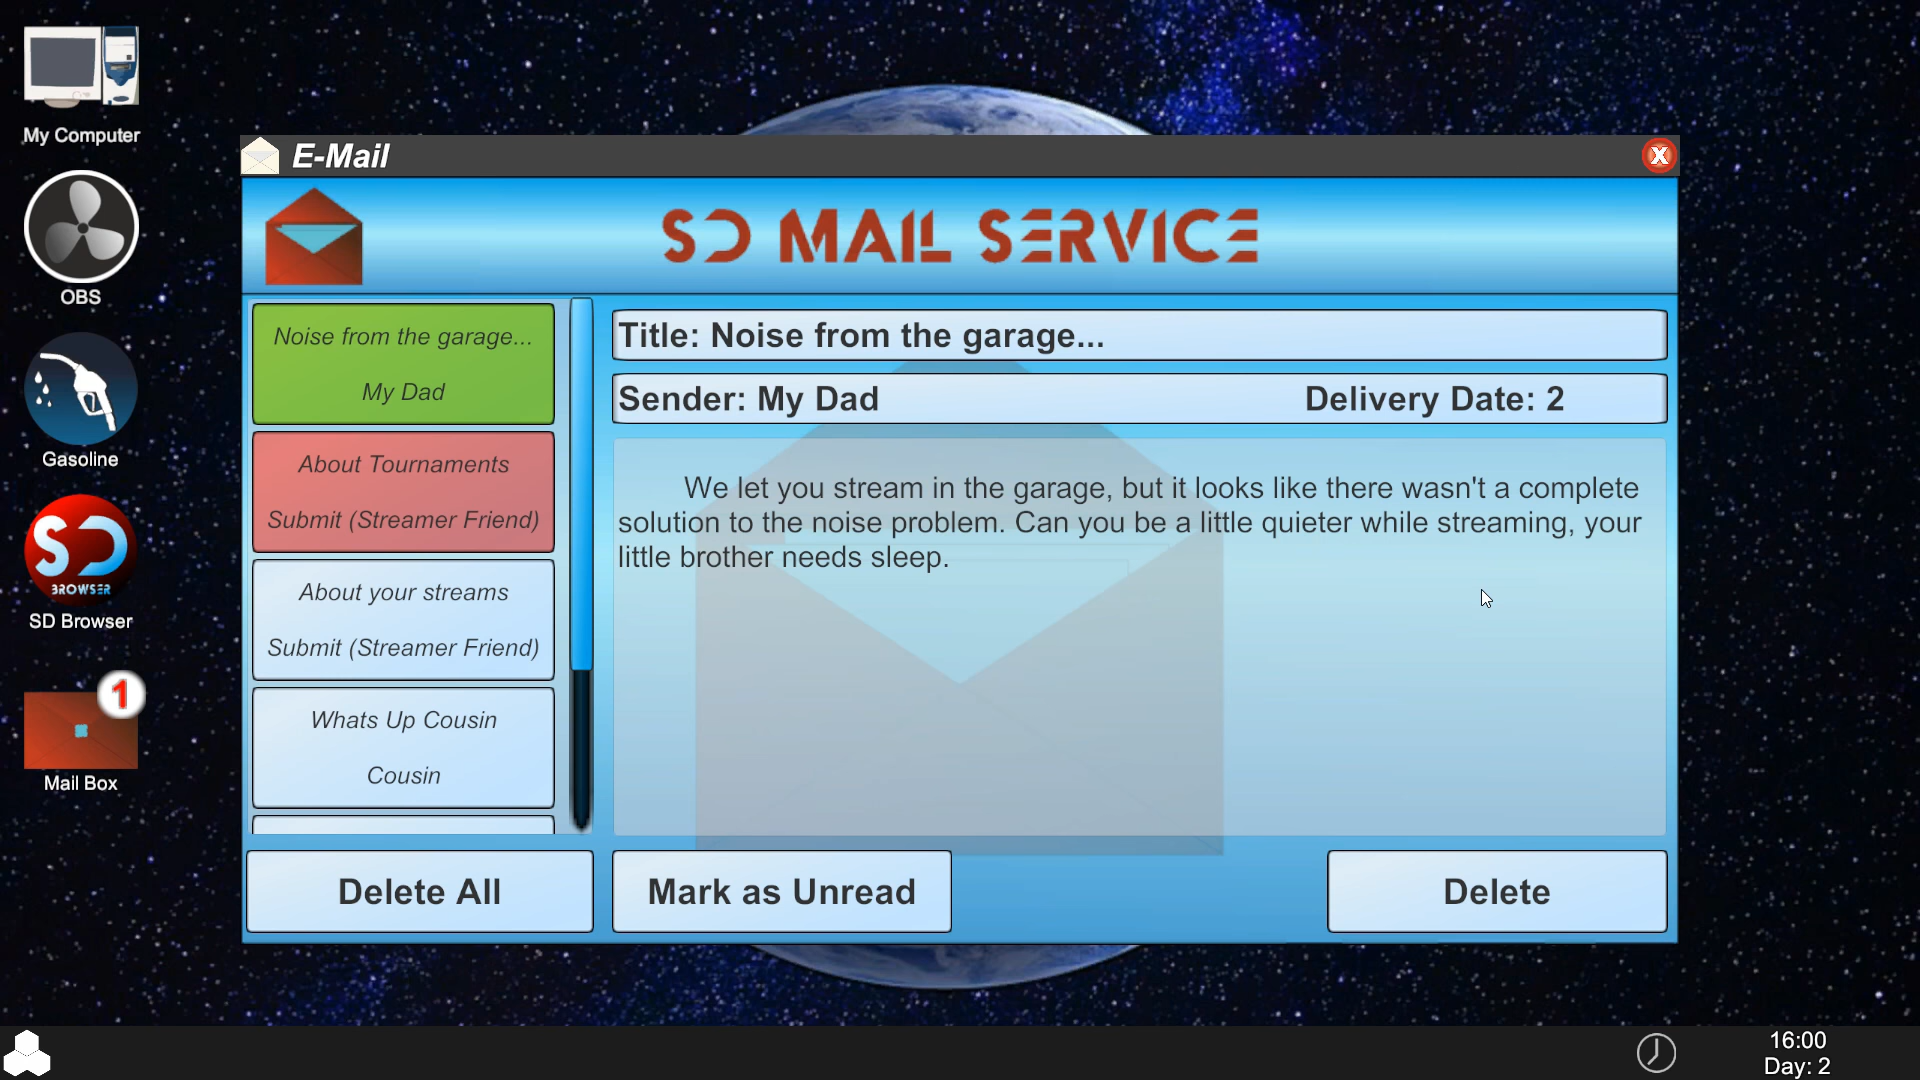 My Computer
OBS
Gasoline
SD
BROWSER
SD Browser
1
Mail Box
E-Mail
X
SD MAIL SERVICE
Noise from the garage...
My Dad
About Tournaments
Submit (Streamer Friend)
About your streams
Submit (Streamer Friend)
Whats Up Cousin
Cousin
Title: Noise from the garage...
Sender: My Dad Delivery Date: 2
We let you stream in the garage, but it looks like there wasn't a complete
solution to the noise problem. Can you be a little quieter while streaming, your
little brother needs sleep.
Delete All
Mark as Unread
Delete
16:00
Day: 2